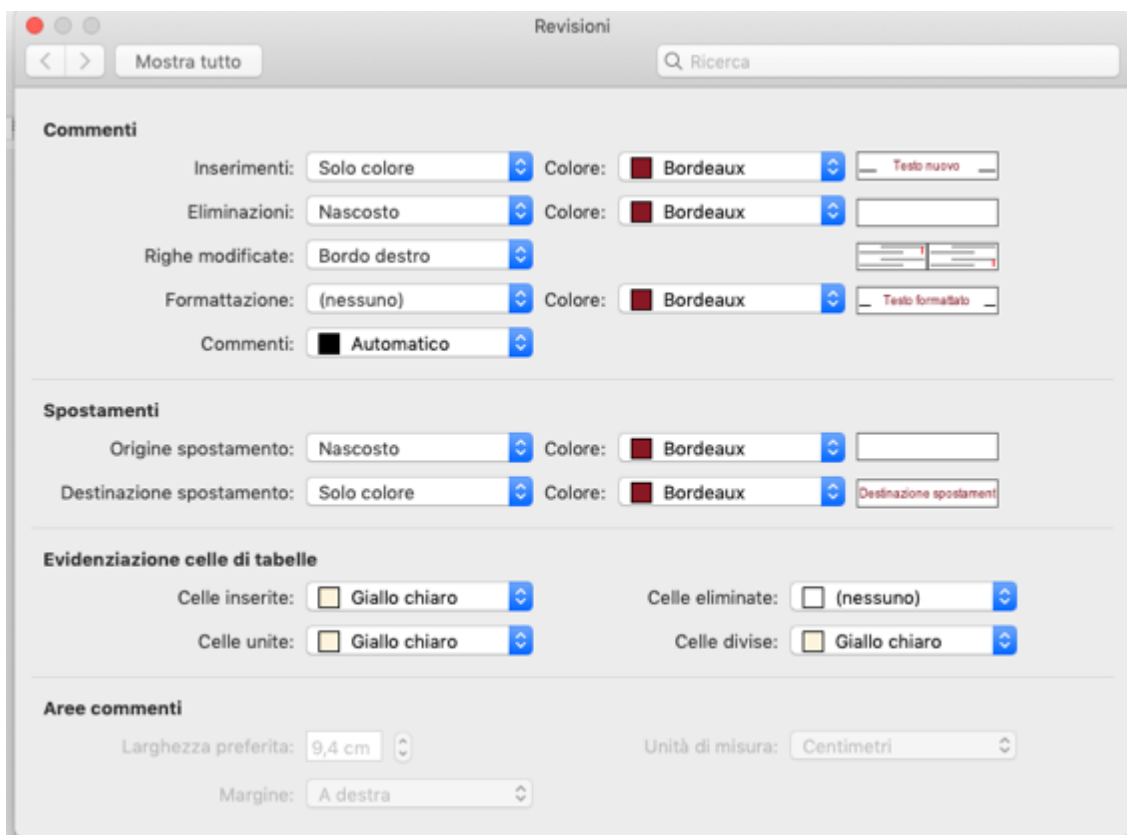 Revisioni
Mostra tutto
Ricerca
Commenti
Inserimenti: Solo colore Colore: Bordeaux Testo nuovo
Eliminazioni: Nascosto Colore: Bordeaux
Righe modificate: Bordo destro
Formattazione: (nessuno) Colore: Bordeaux Testo formattato
Commenti: Automatico
Spostamenti
Origine spostamento: Nascosto Colore: Bordeaux
Destinazione spostamento: Solo colore Colore: Bordeaux Destinazione spostament
Evidenziazione celle di tabelle
Celle inserite: Giallo chiaro Celle eliminate: (nessuno)
Celle unite: Giallo chiaro Celle divise: Giallo chiaro
Aree commenti
Larghezza preferita: 9,4 cm Unità di misura: Centimetri
Margine: A destra